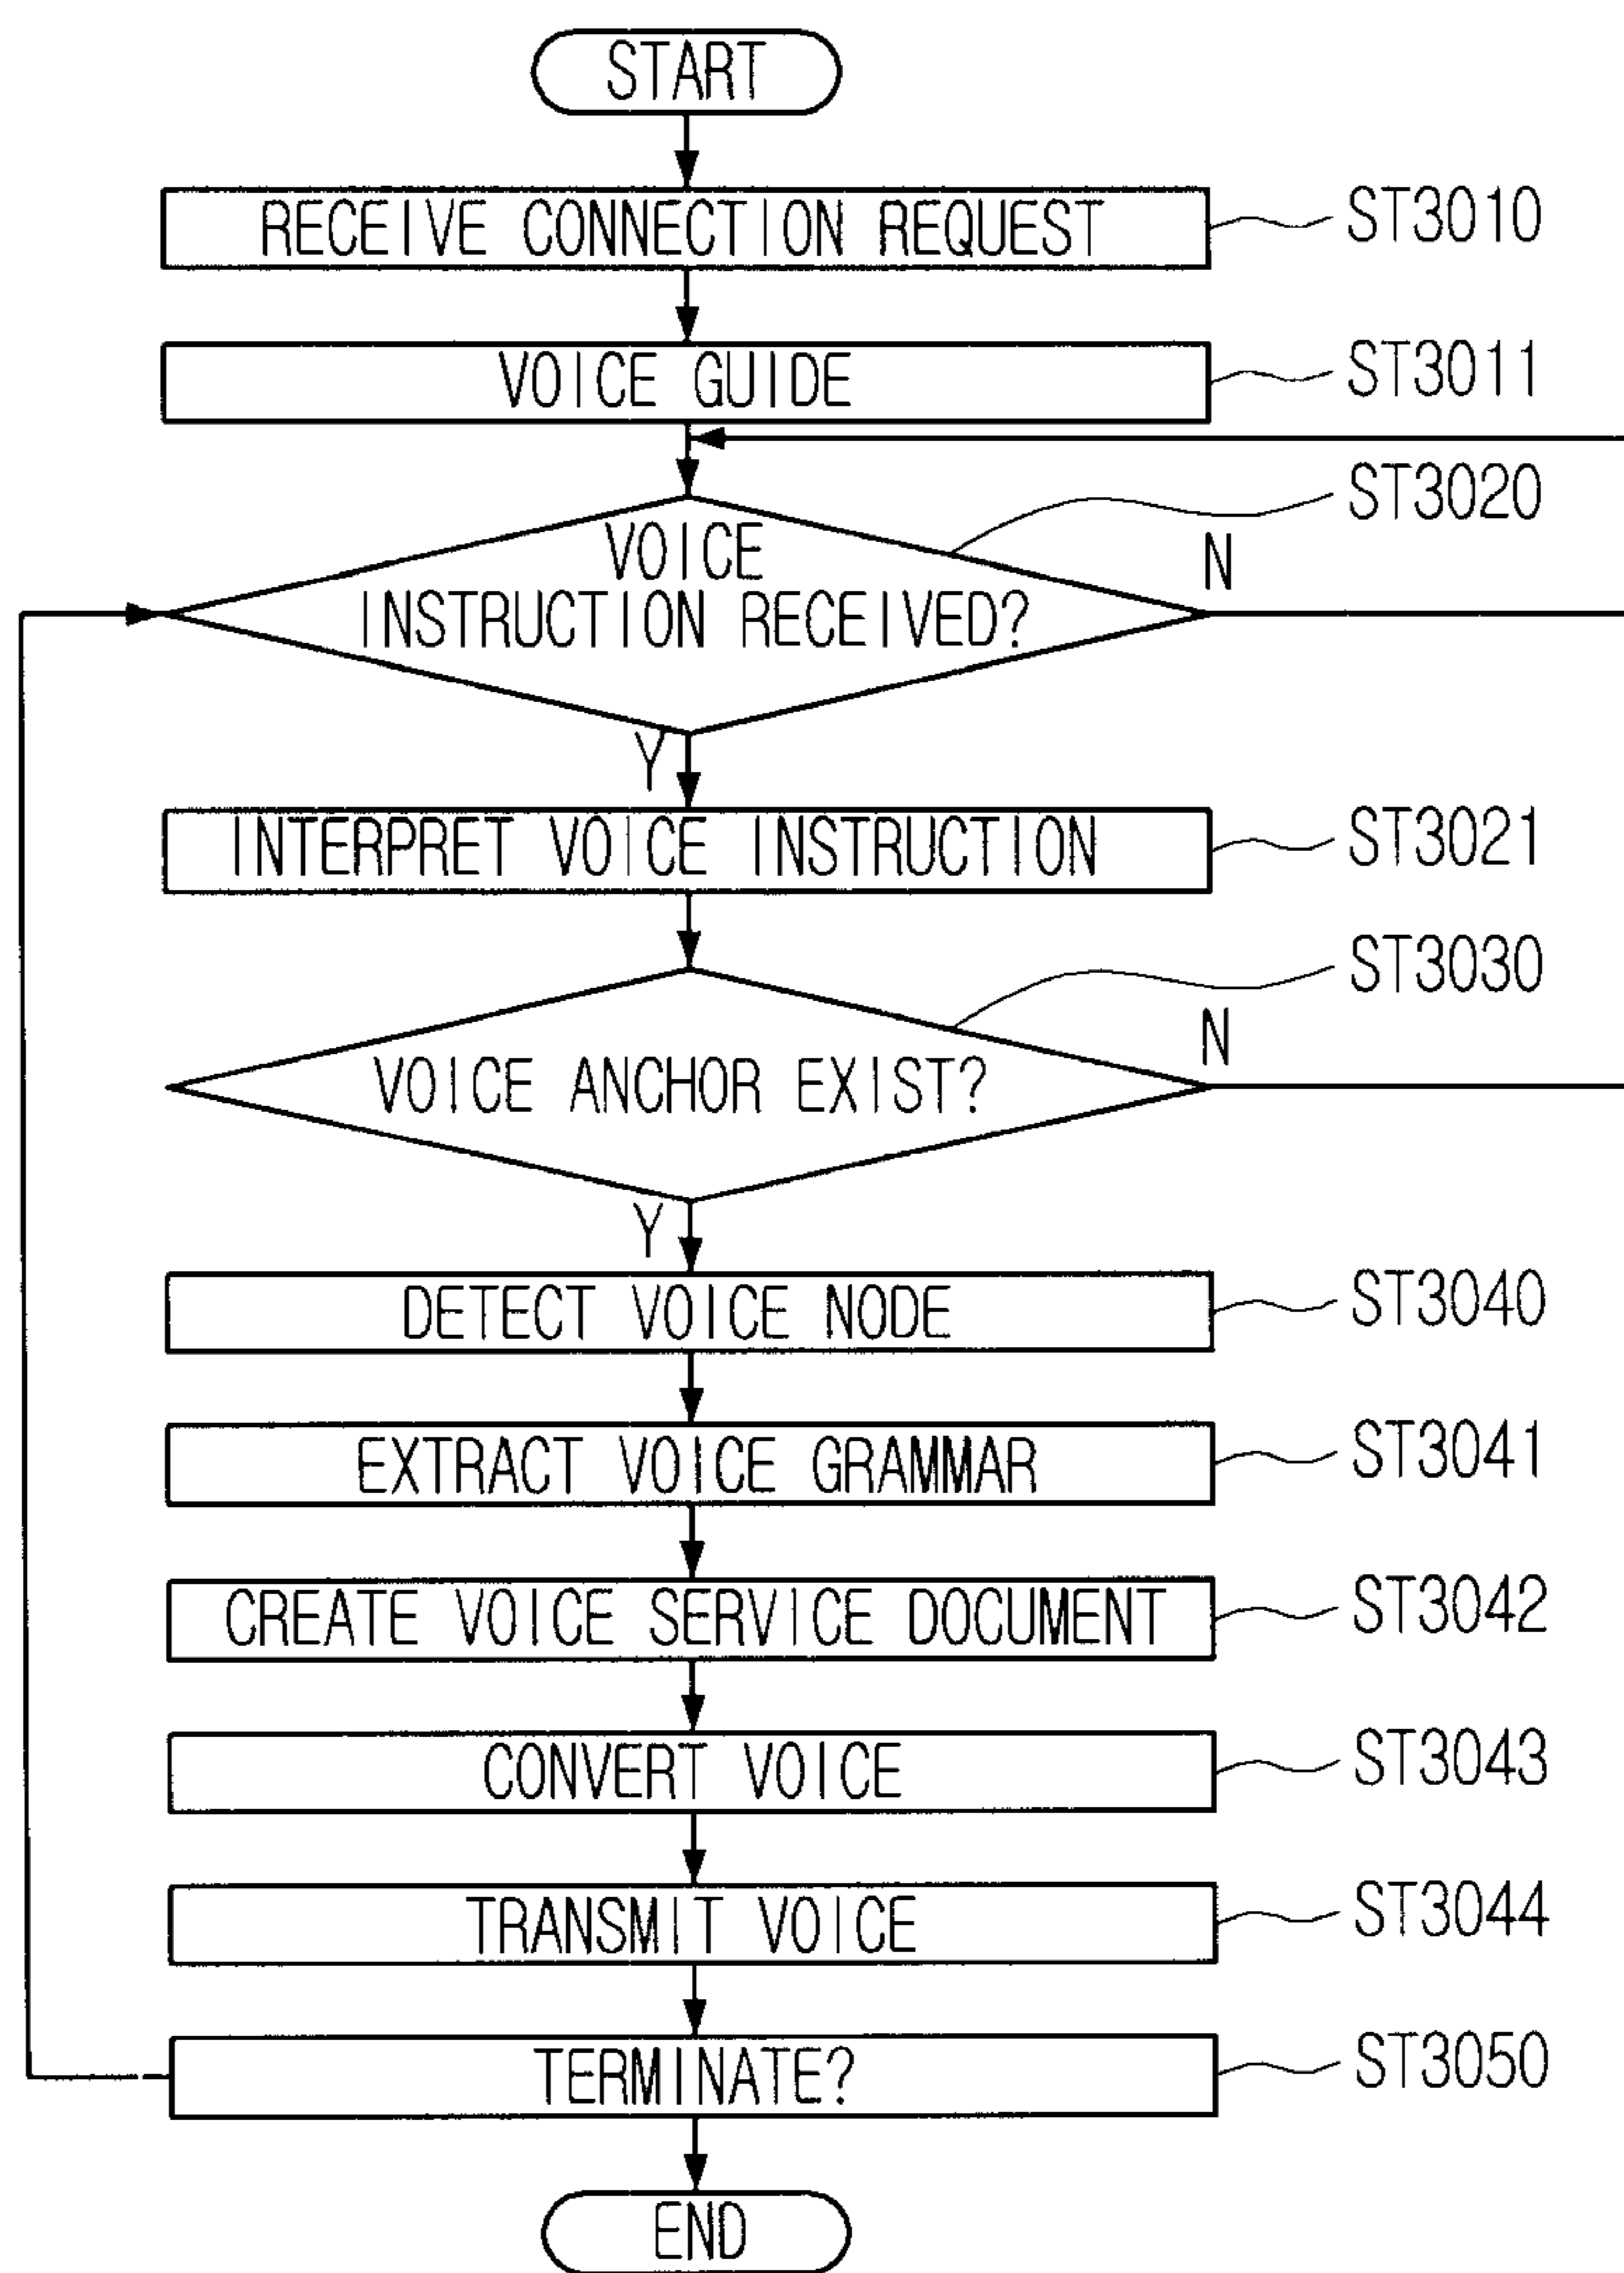 START
RECEIVE CONNECTION REQUEST
ST3010
VOICE GUIDE
ST3011
ST3020
VOICE
INSTRUCTION RECEIVED?
N
Y
INTERPRET VOICE INSTRUCTION
ST3021
ST3030
VOICE ANCHOR EXIST?
N
Y
DETECT VOICE NODE
ST3040
EXTRACT VOICE GRAMMAR
ST3041
CREATE VOICE SERVICE DOCUMENT
ST3042
CONVERT VOICE
ST3043
TRANSMIT VOICE
ST3044
TERMINATE?
ST3050
END